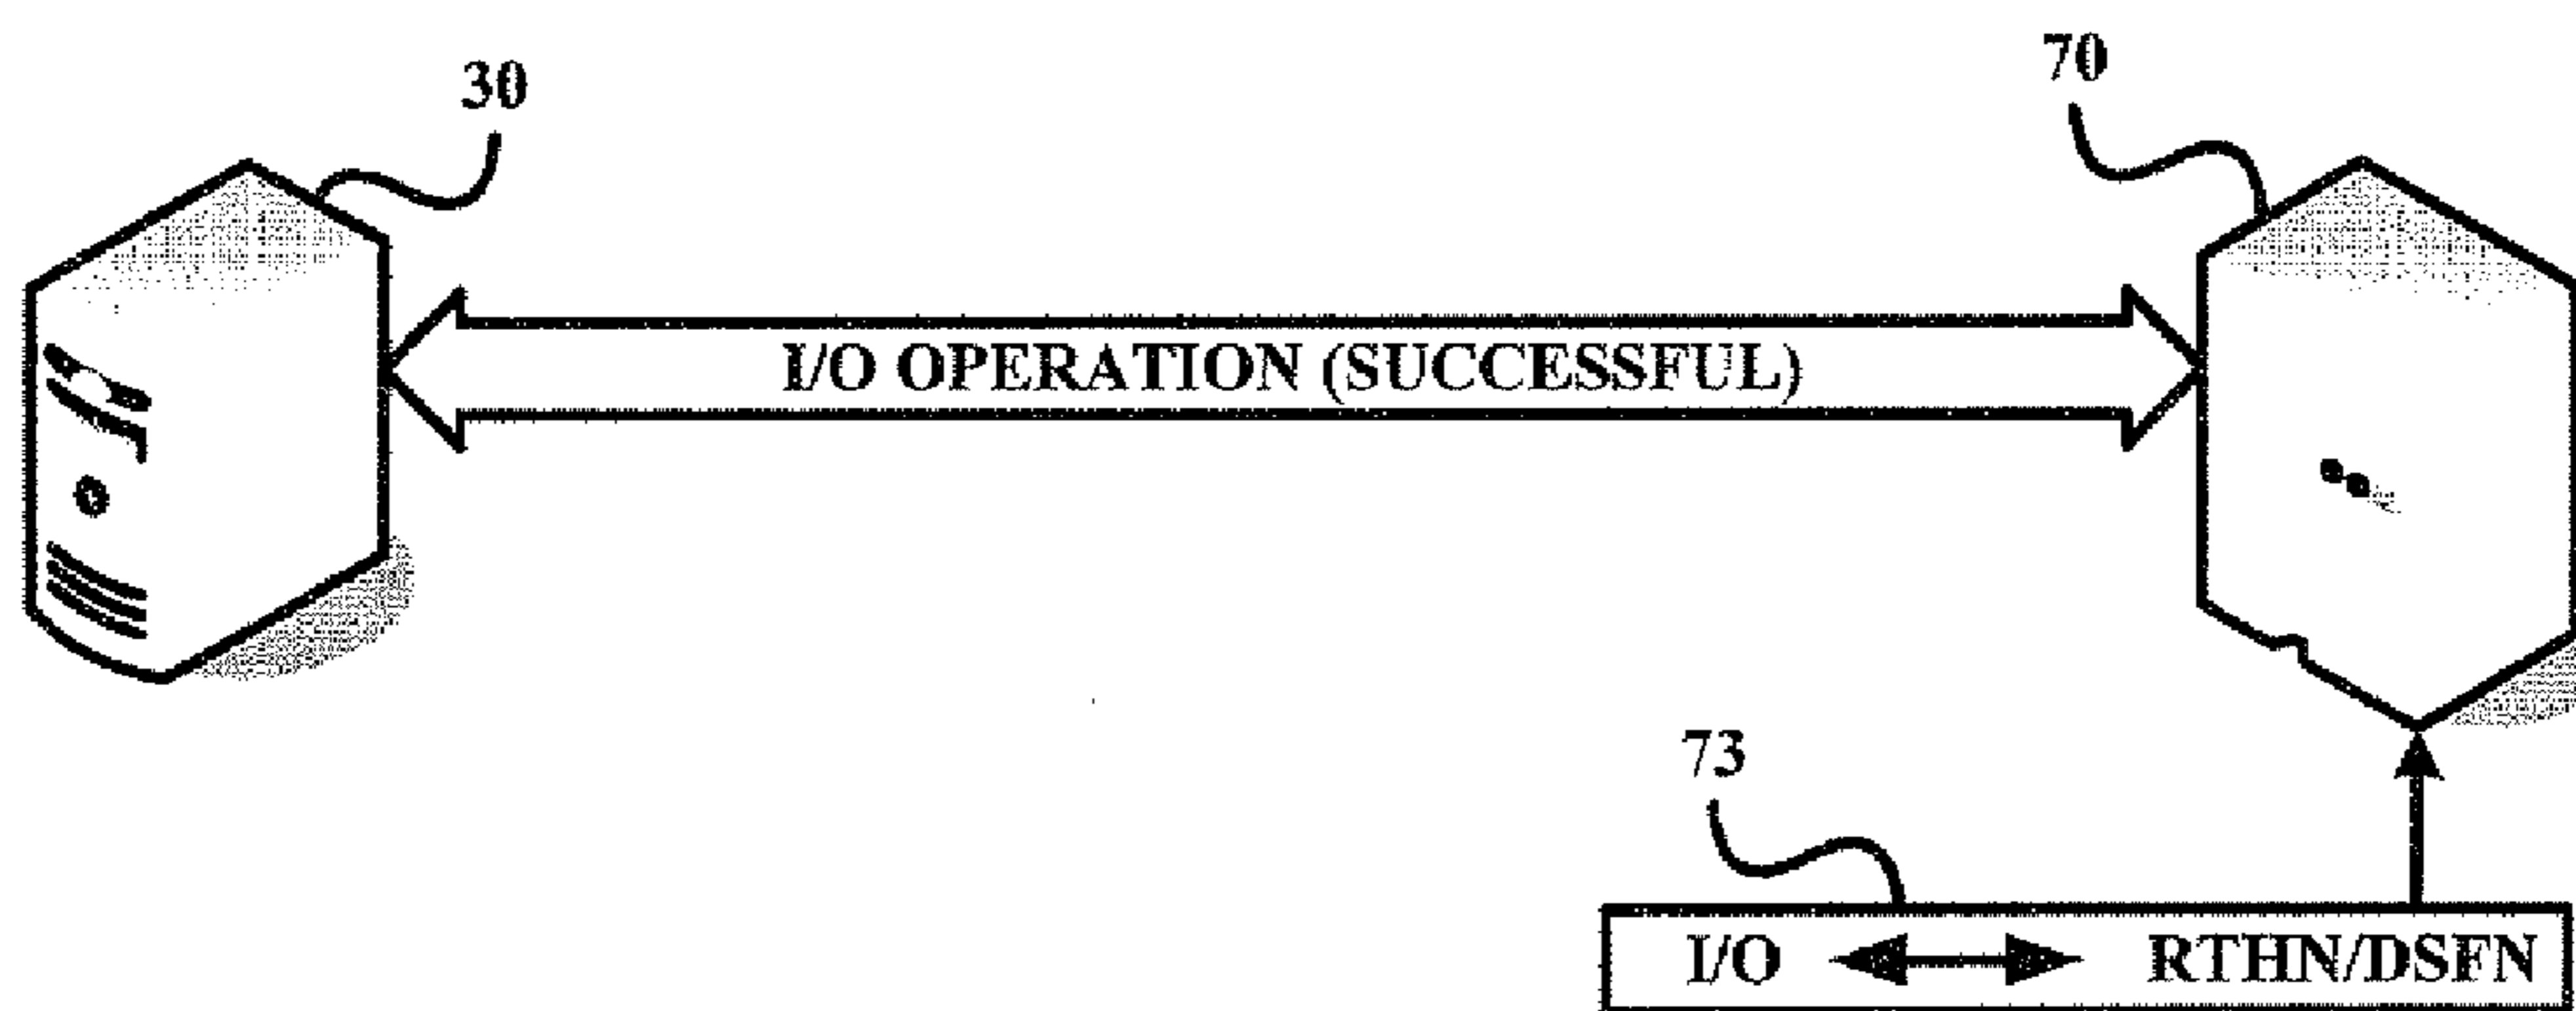 30
70
I/O OPERATION (SUCCESSFUL)
73
I/O RTHN/DSFN